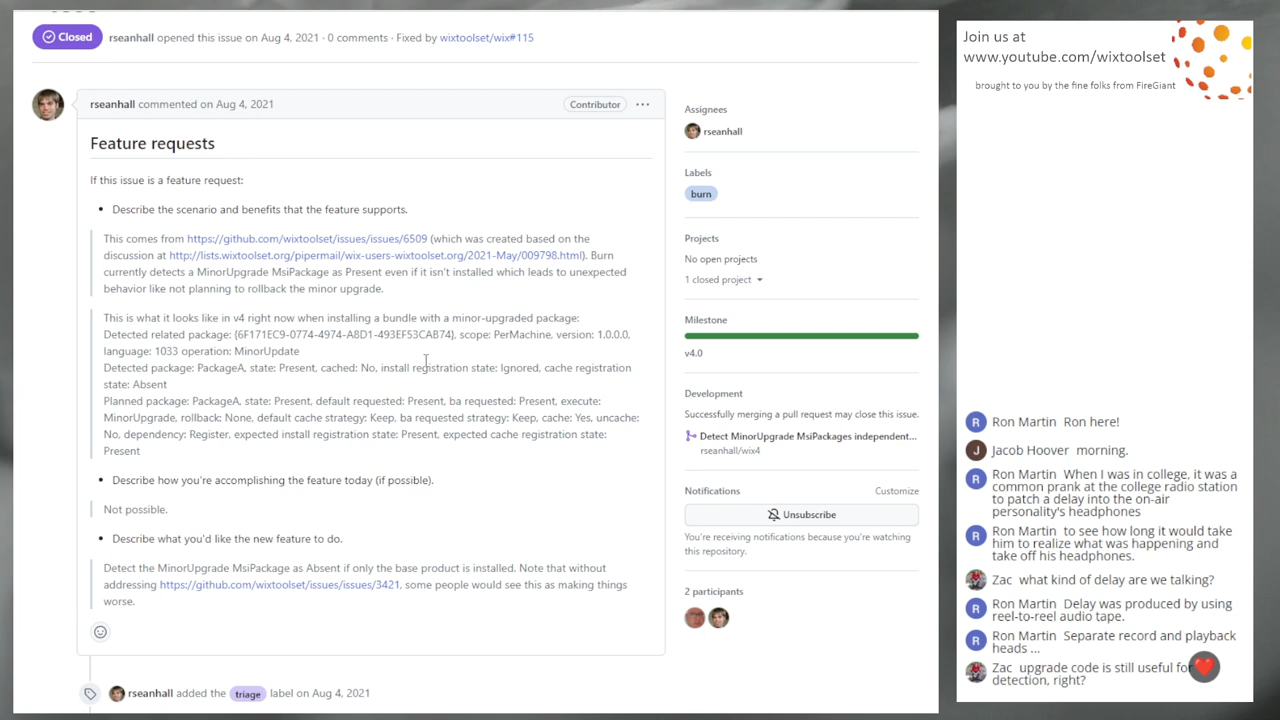 Closed
rseanhall opened this issue on Aug 4, 2021 · 0 comments · Fixed by wixtoolset/wix#115
rseanhall commented on Aug 4, 2021
Contributor
Feature requests
If this issue is a feature request:
• Describe the scenario and benefits that the feature supports.
This comes from https://github.com/wixtoolset/issues/issues/6509 (which was created based on the
discussion at http://lists.wixtoolset.org/pipermail/wix-users-wixtoolset.org/2021-May/009798.html). Burn
currently detects a MinorUpgrade MsiPackage as Present even if it isn't installed which leads to unexpected
behavior like not planning to rollback the minor upgrade.
This is what it looks like in v4 right now when installing a bundle with a minor-upgraded package:
Detected related package: {6F171EC9-0774-4974-A8D1-493EF53CAB74}, scope: PerMachine, version: 1.0.0.0,
language: 1033 operation: MinorUpdate
Detected package: PackageA, state: Present, cached: No, install registration state: Ignored, cache registration
state: Absent
Planned package: PackageA, state: Present, default requested: Present, ba requested: Present, execute:
MinorUpgrade, rollback: None, default cache strategy: Keep, ba requested strategy: Keep, cache: Yes, uncache:
No, dependency: Register, expected install registration state: Present, expected cache registration state:
Present
• Describe how you're accomplishing the feature today (if possible).
Not possible.
• Describe what you'd like the new feature to do.
Detect the MinorUpgrade MsiPackage as Absent if only the base product is installed. Note that without
addressing https://github.com/wixtoolset/issues/issues/3421, some people would see this as making things
worse.
rseanhall added the triage label on Aug 4, 2021
Assignees
rseanhall
Labels
burn
Projects
No open projects
1 closed project
Milestone
v4.0
Development
Successfully merging a pull request may close this issue.
Detect MinorUpgrade MsiPackages independent...
rseanhall/wix4
Notifications
Customize
Unsubscribe
You're receiving notifications because you're watching
this repository.
2 participants
Join us at
www.youtube.com/wixtoolset
brought to you by the fine folks from FireGiant
R Ron Martin Ron here!
J Jacob Hoover morning.
R Ron Martin When I was in college, it was a
common prank at the college radio station
to patch a delay into the on-air
personality's headphones
R Ron Martin to see how long it would take
him to realize what was happening and
take off his headphones.
Zac what kind of delay are we talking?
R Ron Martin Delay was produced by using
reel-to-reel audio tape.
R Ron Martin Separate record and playback
heads ...
Zac upgrade code is still useful for
detection, right?